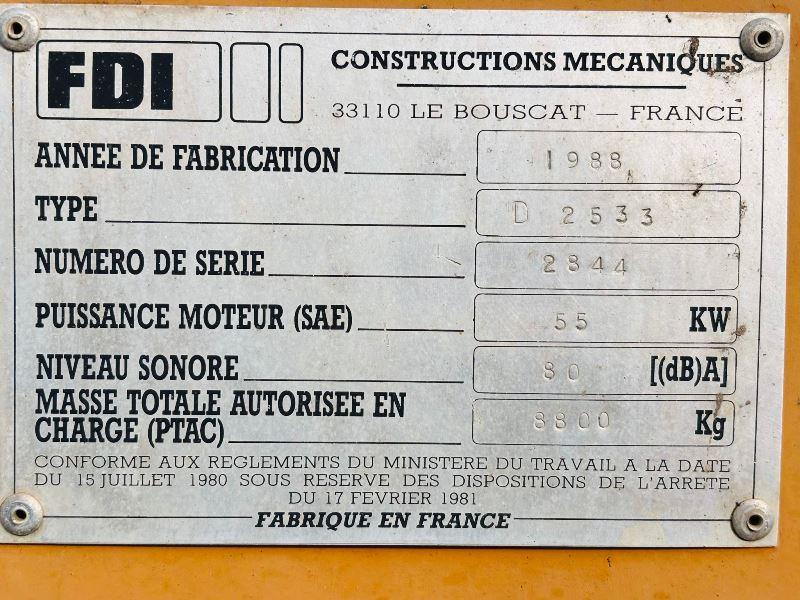 FDI
CONSTRUCTIONS MECANIQUES
33110 LE BOUSCAT — FRANCE
ANNEE DE FABRICATION 1988
TYPE D 2533
NUMERO DE SERIE 2844
PUISSANCE MOTEUR (SAE) 55 KW
NIVEAU SONORE 80 [(dB)A]
MASSE TOTALE AUTORISEE EN
CHARGE (PTAC) 8800 Kg
CONFORME AUX REGLEMENTS DU MINISTERE DU TRAVAIL A LA DATE
DU 15 JUILLET 1980 SOUS RESERVE DES DISPOSITIONS DE L'ARRETE
DU 17 FEVRIER 1981
FABRIQUE EN FRANCE